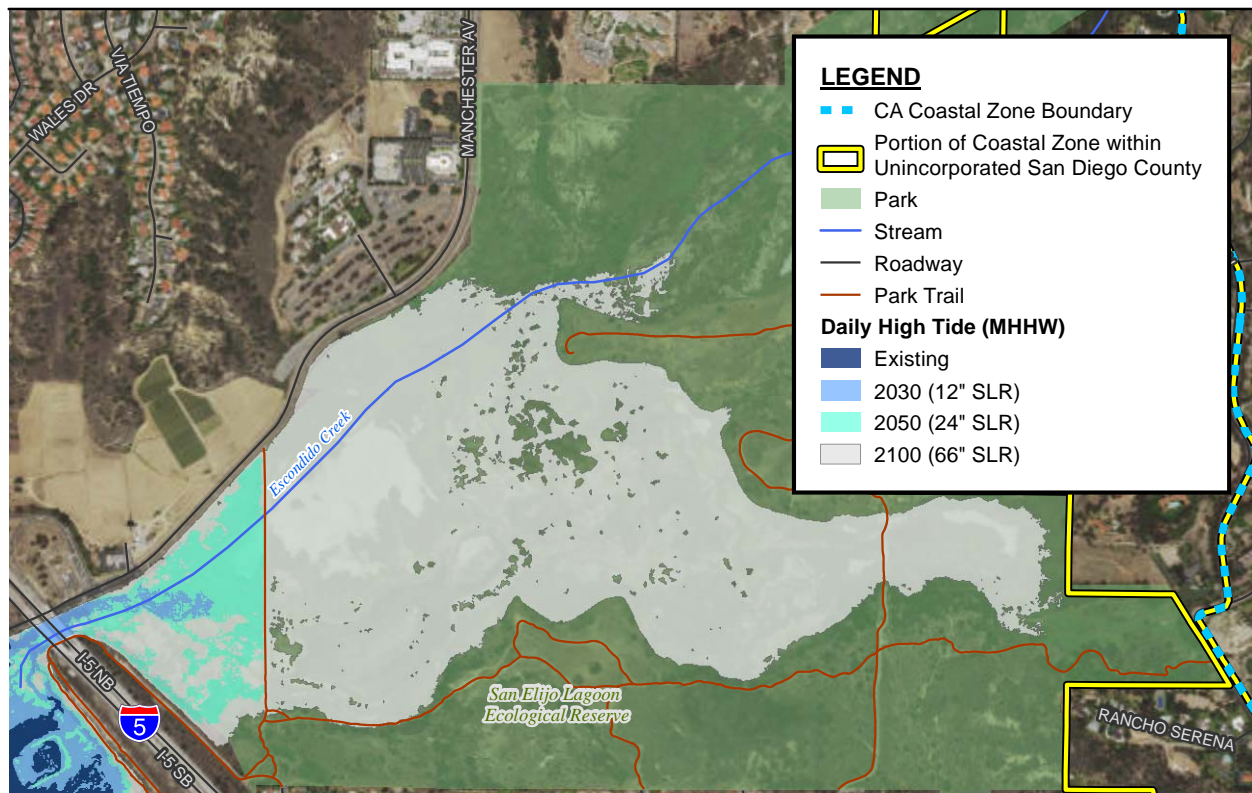 WALES DR
VIA TIEMPO
MANCHESTER AV
LEGEND
CA Coastal Zone Boundary
Portion of Coastal Zone within
Unincorporated San Diego County
Park
Stream
Roadway
Park Trail
Daily High Tide (MHHW)
Existing
2030 (12" SLR)
2050 (24" SLR)
2100 (66" SLR)
Escondido Creek
I-5 NB
5
I-5 SB
San Elijo Lagoon
Ecological Reserve
RANCHO SERENA